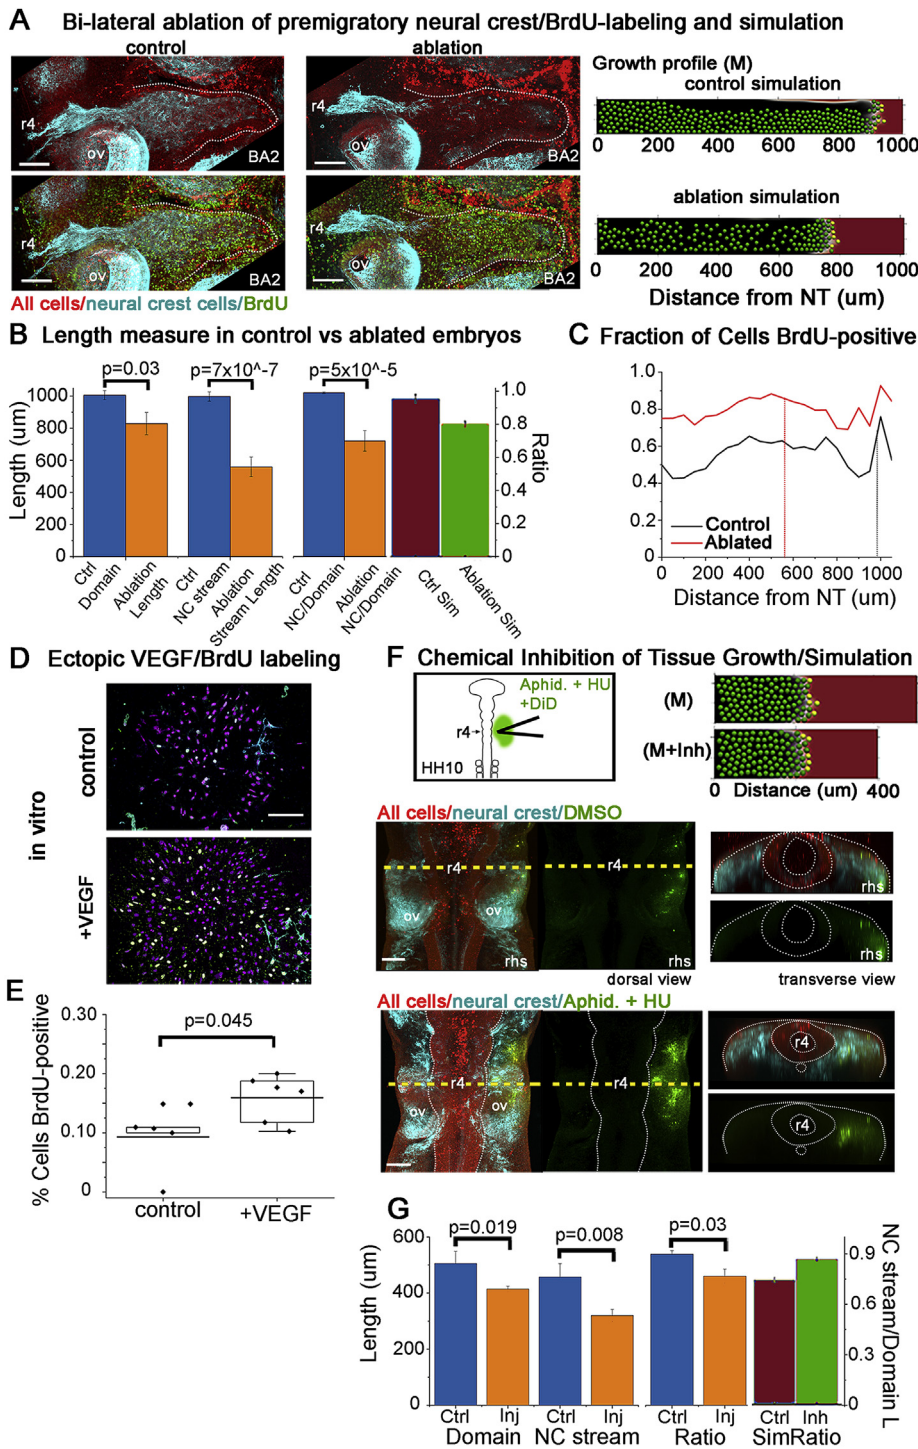 A Bi-lateral ablation of premigratory neural crest/BrdU-labeling and simulation
control
ablation
Growth profile (M)
control simulation
r4
ov
BA2
r4
ov
BA2
0 200 400 600 800 1000
ablation simulation
r4
ov
BA2
r4
ov
BA2
0 200 400 600 800 1000
Distance from NT (um)
All cells/neural crest cells/BrdU
B Length measure in control vs ablated embryos
p=0.03
p=7x10^-7
p=5x10^-5
Length (um)
1000
800
600
400
200
0
Ratio
1.0
0.8
0.6
0.4
0.2
0
Ctrl
Domain
Ablation
Length
Ctrl
NC stream
Ablation
Stream Length
Ctrl
NC/Domain
Ablation
NC/Domain
Ctrl Sim
Ablation Sim
C Fraction of Cells BrdU-positive
1.0
0.8
0.6
0.4
0.2
0
Control
Ablated
0 200 400 600 800 1000
Distance from NT (um)
D Ectopic VEGF/BrdU labeling
in vitro
control
+VEGF
E
% Cells BrdU-positive
0.30
0.20
0.10
0
p=0.045
control
+VEGF
F Chemical Inhibition of Tissue Growth/Simulation
Aphid. + HU
+DiD
r4
HH10
(M)
(M+Inh)
0 Distance (um) 400
All cells/neural crest/DMSO
r4
ov
ov
rhs
r4
rhs
rhs
rhs
dorsal view
transverse view
All cells/neural crest/Aphid. + HU
r4
ov
ov
r4
r4
r4
G
p=0.019
p=0.008
p=0.03
Length (um)
600
400
200
0
NC stream/Domain L
0.9
0.6
0.3
0
Ctrl Inj
Domain
Ctrl Inj
NC stream
Ctrl Inj
Ratio
Ctrl Inh
SimRatio